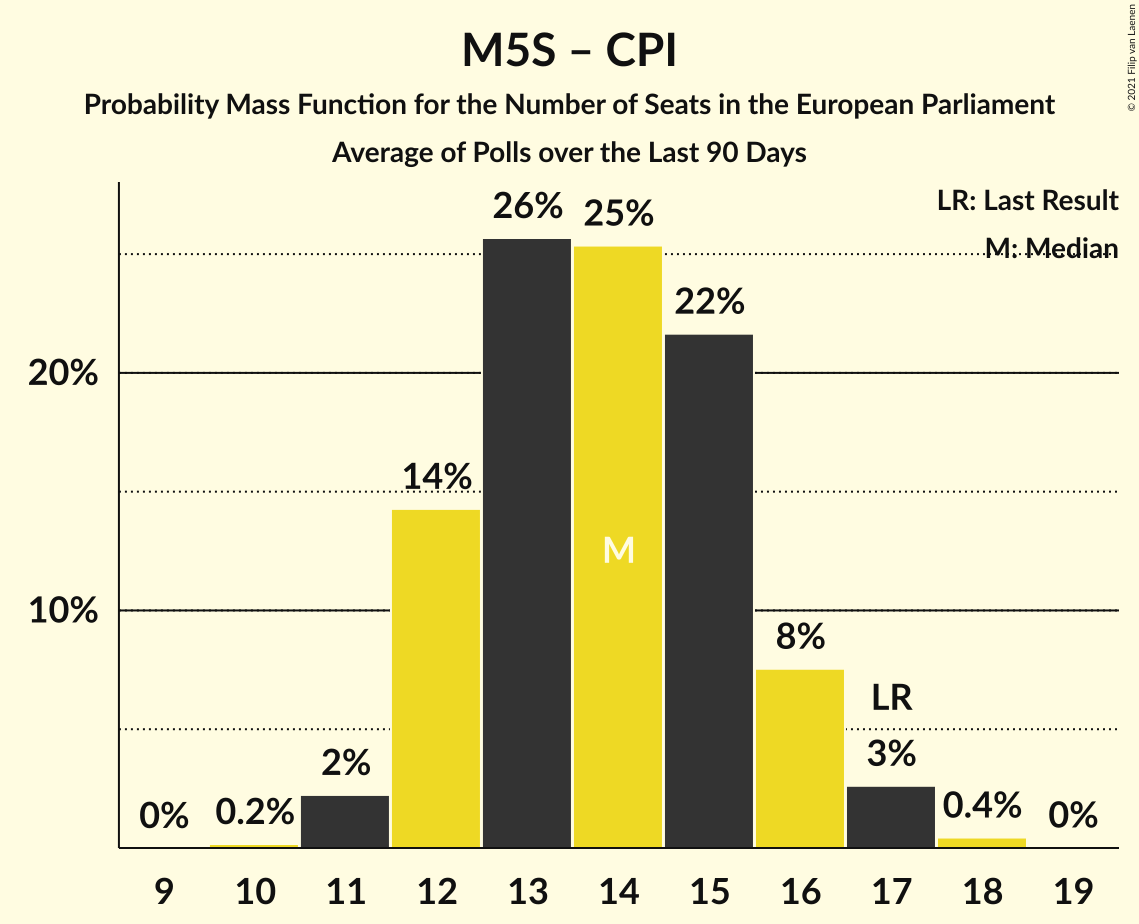 M5S – CPI
Probability Mass Function for the Number of Seats in the European Parliament
Average of Polls over the Last 90 Days
© 2021 Filip van Laenen
LR: Last Result
M: Median
26%
25%
22%
20%
14%
M
10%
8%
LR
3%
2%
0%
0.2%
0.4%
0%
9 10 11 12 13 14 15 16 17 18 19